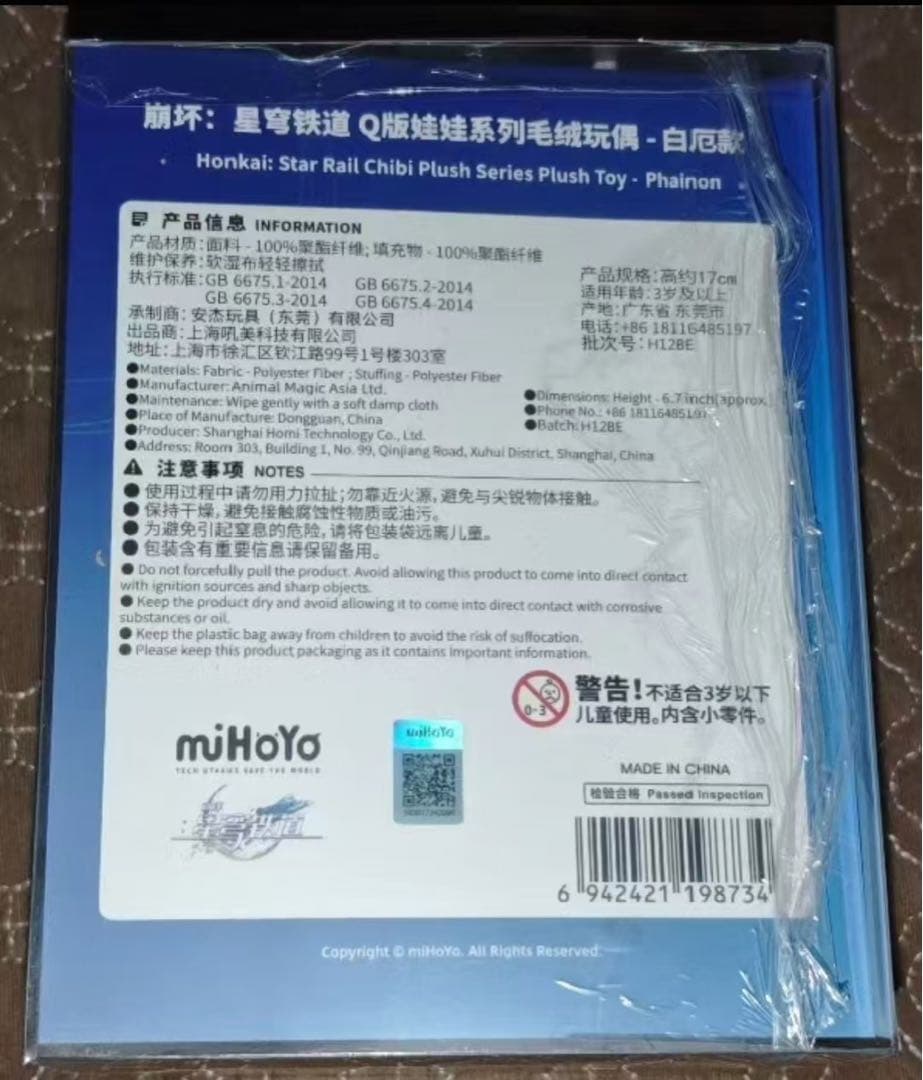 崩坏：星穹铁道 Q版娃娃系列毛绒玩偶 - 白厄款
Honkai: Star Rail Chibi Plush Series Plush Toy - Phainon
产品信息 INFORMATION
产品材质：面料 - 100%聚酯纤维; 填充物 - 100%聚酯纤维
维护保养：软湿布轻轻擦拭
执行标准：GB 6675.1-2014 GB 6675.2-2014
GB 6675.3-2014 GB 6675.4-2014
承制商：安杰玩具（东莞）有限公司
出品商：上海吼美科技有限公司
地址：上海市徐汇区钦江路99号1号楼303室
产品规格：高约17cm
适用年龄：3岁及以上
产地：广东省 东莞市
电话：+86 18116485197
批次号：H12BE
●Materials: Fabric - Polyester Fiber ; Stuffing - Polyester Fiber
●Manufacturer: Animal Magic Asia Ltd.
●Maintenance: Wipe gently with a soft damp cloth
●Place of Manufacture: Dongguan, China
●Producer: Shanghai Homi Technology Co., Ltd.
●Address: Room 303, Building 1, No. 99, Qinjiang Road, Xuhui District, Shanghai, China
●Dimensions: Height - 6.7 inch(approx.
●Phone No.: +86 18116485197
●Batch: H12BE
注意事项 NOTES
● 使用过程中请勿用力拉扯;勿靠近火源,避免与尖锐物体接触。
● 保持干燥,避免接触腐蚀性物质或油污。
● 为避免引起窒息的危险,请将包装袋远离儿童。
● 包装含有重要信息请保留备用。
● Do not forcefully pull the product. Avoid allowing this product to come into direct contact
with ignition sources and sharp objects.
● Keep the product dry and avoid allowing it to come into direct contact with corrosive
substances or oil.
● Keep the plastic bag away from children to avoid the risk of suffocation.
● Please keep this product packaging as it contains important information.
0-3
警告!不适合3岁以下
儿童使用。内含小零件。
miHoYo
TECH OTAKUS SAVE THE WORLD
miHoYo
星穹铁道
MADE IN CHINA
检验合格 Passed Inspection
6 942421 198734
Copyright © miHoYo. All Rights Reserved.